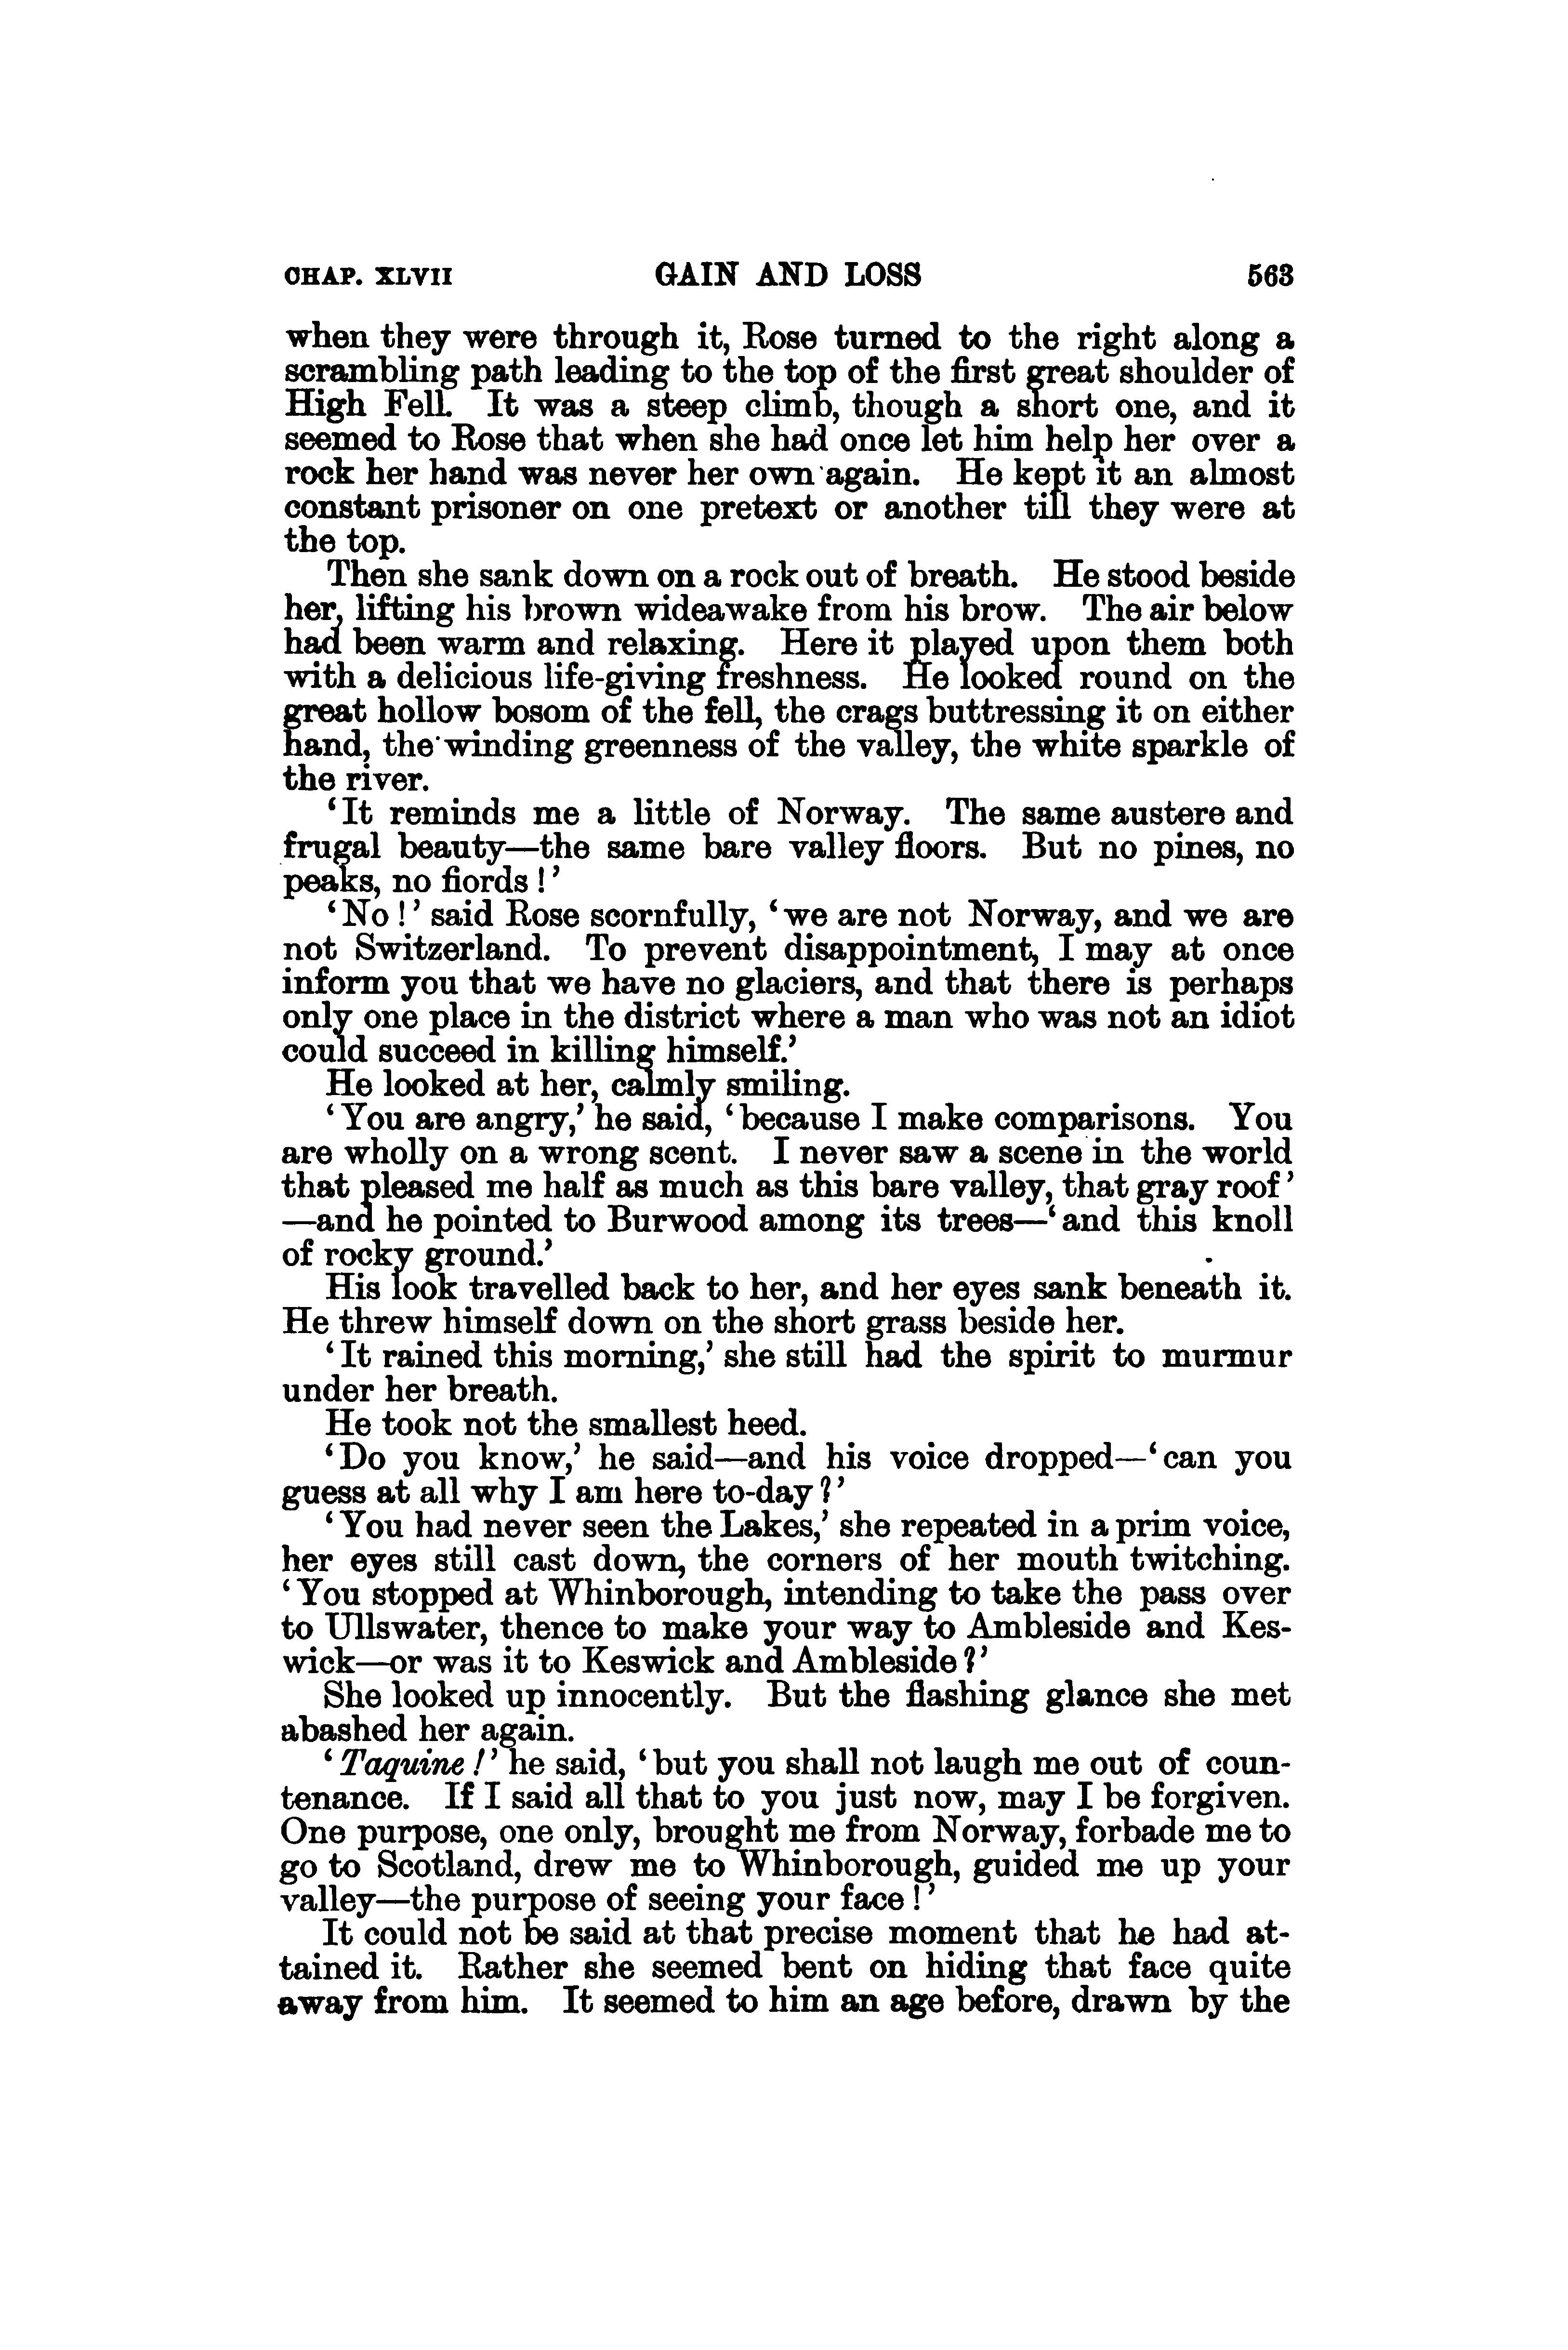 CHAP. XLVII GAIN AND LOSS 563
when they were through it, Rose turned to the right along a
scrambling path leading to the top of the first great shoulder of
High Fell. It was a steep climb, though a short one, and it
seemed to Rose that when she had once let him help her over a
rock her hand was never her own again. He kept it an almost
constant prisoner on one pretext or another till they were at
the top.
Then she sank down on a rock out of breath. He stood beside
her, lifting his brown wideawake from his brow. The air below
had been warm and relaxing. Here it played upon them both
with a delicious life-giving freshness. He looked round on the
great hollow bosom of the fell, the crags buttressing it on either
hand, the winding greenness of the valley, the white sparkle of
the river.
‘It reminds me a little of Norway. The same austere and
frugal beauty—the same bare valley floors. But no pines, no
peaks, no fiords!’
‘No!’ said Rose scornfully, ‘we are not Norway, and we are
not Switzerland. To prevent disappointment, I may at once
inform you that we have no glaciers, and that there is perhaps
only one place in the district where a man who was not an idiot
could succeed in killing himself.’
He looked at her, calmly smiling.
‘You are angry,’ he said, ‘because I make comparisons. You
are wholly on a wrong scent. I never saw a scene in the world
that pleased me half as much as this bare valley, that gray roof’
—and he pointed to Burwood among its trees—‘and this knoll
of rocky ground.’
His look travelled back to her, and her eyes sank beneath it.
He threw himself down on the short grass beside her.
‘It rained this morning,’ she still had the spirit to murmur
under her breath.
He took not the smallest heed.
‘Do you know,’ he said—and his voice dropped—‘can you
guess at all why I am here to-day?’
‘You had never seen the Lakes,’ she repeated in a prim voice,
her eyes still cast down, the corners of her mouth twitching.
‘You stopped at Whinborough, intending to take the pass over
to Ullswater, thence to make your way to Ambleside and Kes-
wick—or was it to Keswick and Ambleside?’
She looked up innocently. But the flashing glance she met
abashed her again.
‘Taquine!’ he said, ‘but you shall not laugh me out of coun-
tenance. If I said all that to you just now, may I be forgiven.
One purpose, one only, brought me from Norway, forbade me to
go to Scotland, drew me to Whinborough, guided me up your
valley—the purpose of seeing your face!’
It could not be said at that precise moment that he had at-
tained it. Rather she seemed bent on hiding that face quite
away from him. It seemed to him an age before, drawn by the